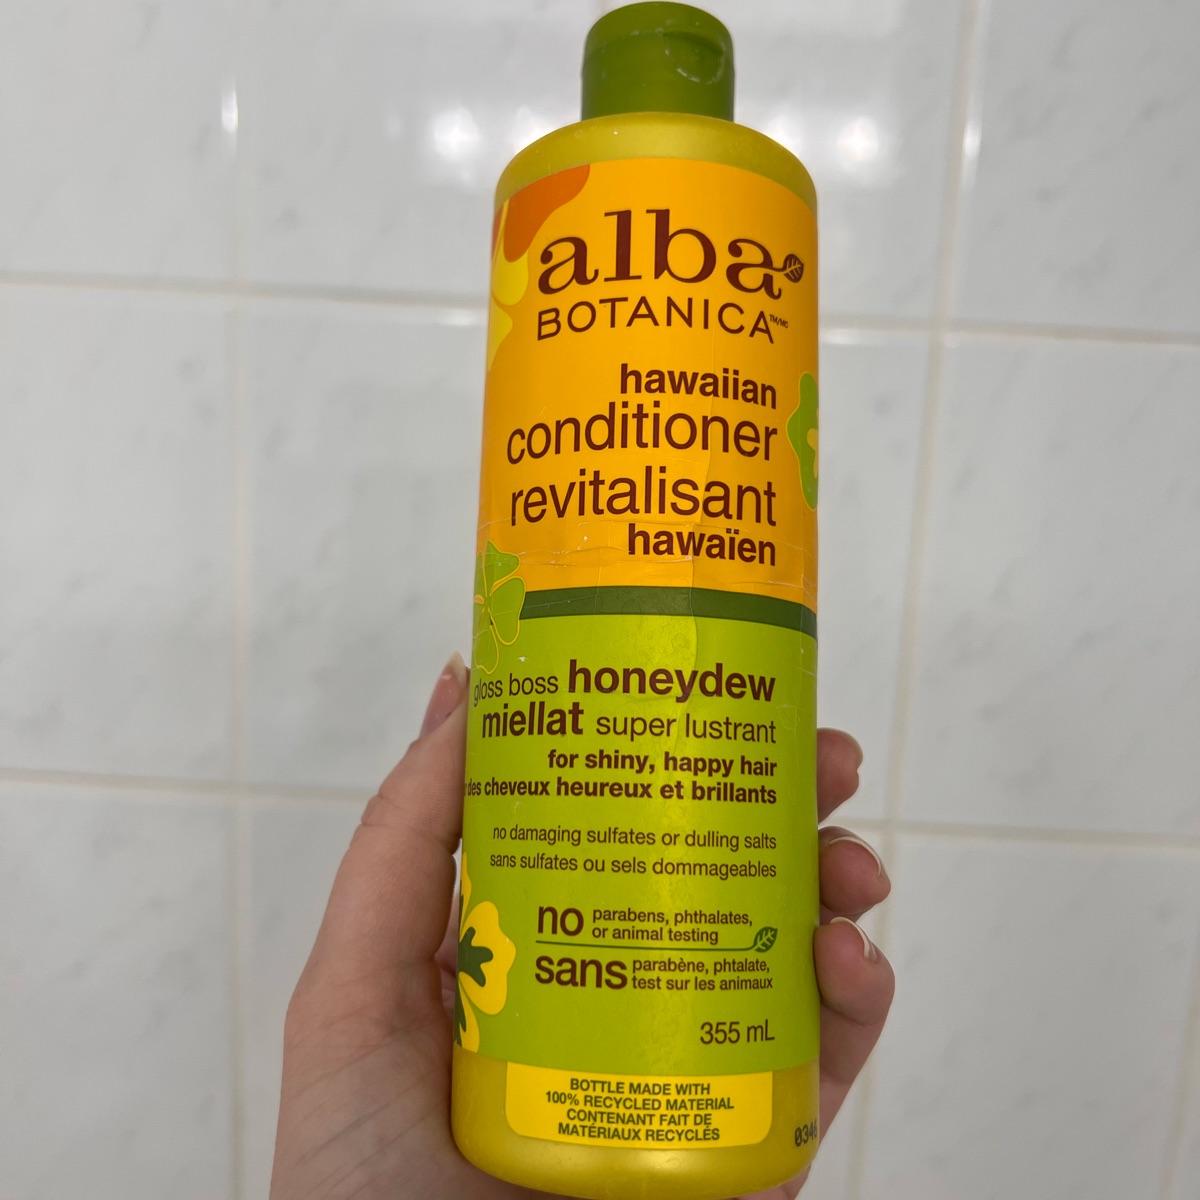 alba
BOTANICA™/MC
hawaiian
conditioner
revitalisant
hawaïen
gloss boss honeydew
miellat super lustrant
for shiny, happy hair
des cheveux heureux et brillants
no damaging sulfates or dulling salts
sans sulfates ou sels dommageables
no parabens, phthalates,
or animal testing
sans parabène, phtalate,
test sur les animaux
355 mL
BOTTLE MADE WITH
100% RECYCLED MATERIAL
CONTENANT FAIT DE
MATÉRIAUX RECYCLÉS